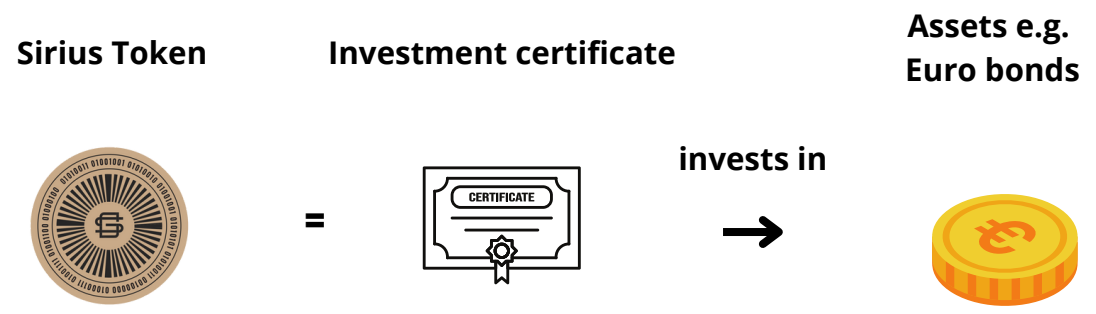 Sirius Token
Investment certificate
Assets e.g.
Euro bonds
invests in
=
CERTIFICATE